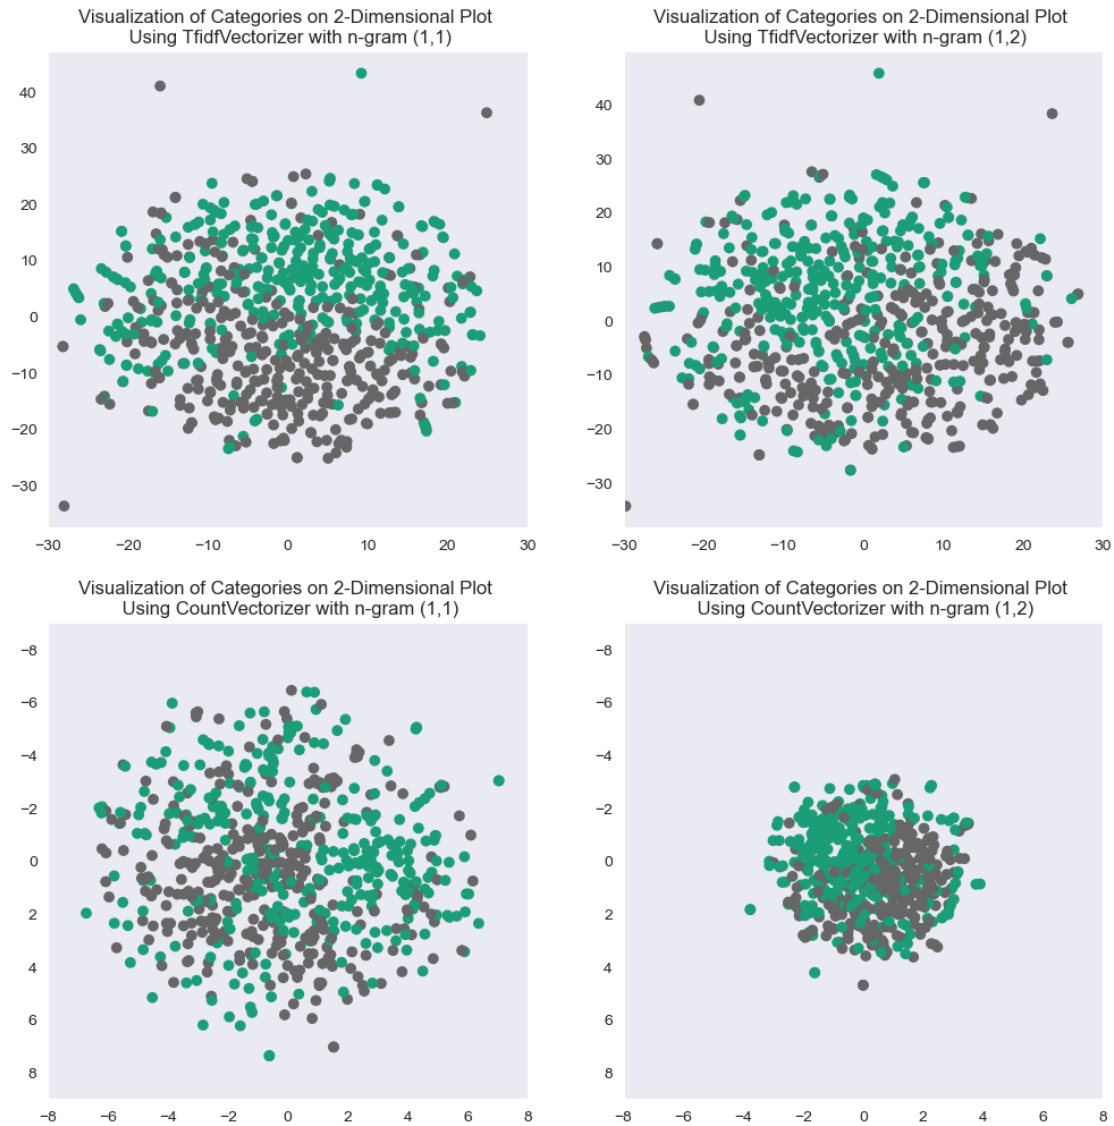 Visualization of Categories on 2-Dimensional Plot
Using TfidfVectorizer with n-gram (1,1)
40
30
20
10
0
−10
−20
−30
−30 −20 −10 0 10 20 30
Visualization of Categories on 2-Dimensional Plot
Using TfidfVectorizer with n-gram (1,2)
40
30
20
10
0
−10
−20
−30
−30 −20 −10 0 10 20 30
Visualization of Categories on 2-Dimensional Plot
Using CountVectorizer with n-gram (1,1)
−8
−6
−4
−2
0
2
4
6
8
−8 −6 −4 −2 0 2 4 6 8
Visualization of Categories on 2-Dimensional Plot
Using CountVectorizer with n-gram (1,2)
−8
−6
−4
−2
0
2
4
6
8
−8 −6 −4 −2 0 2 4 6 8